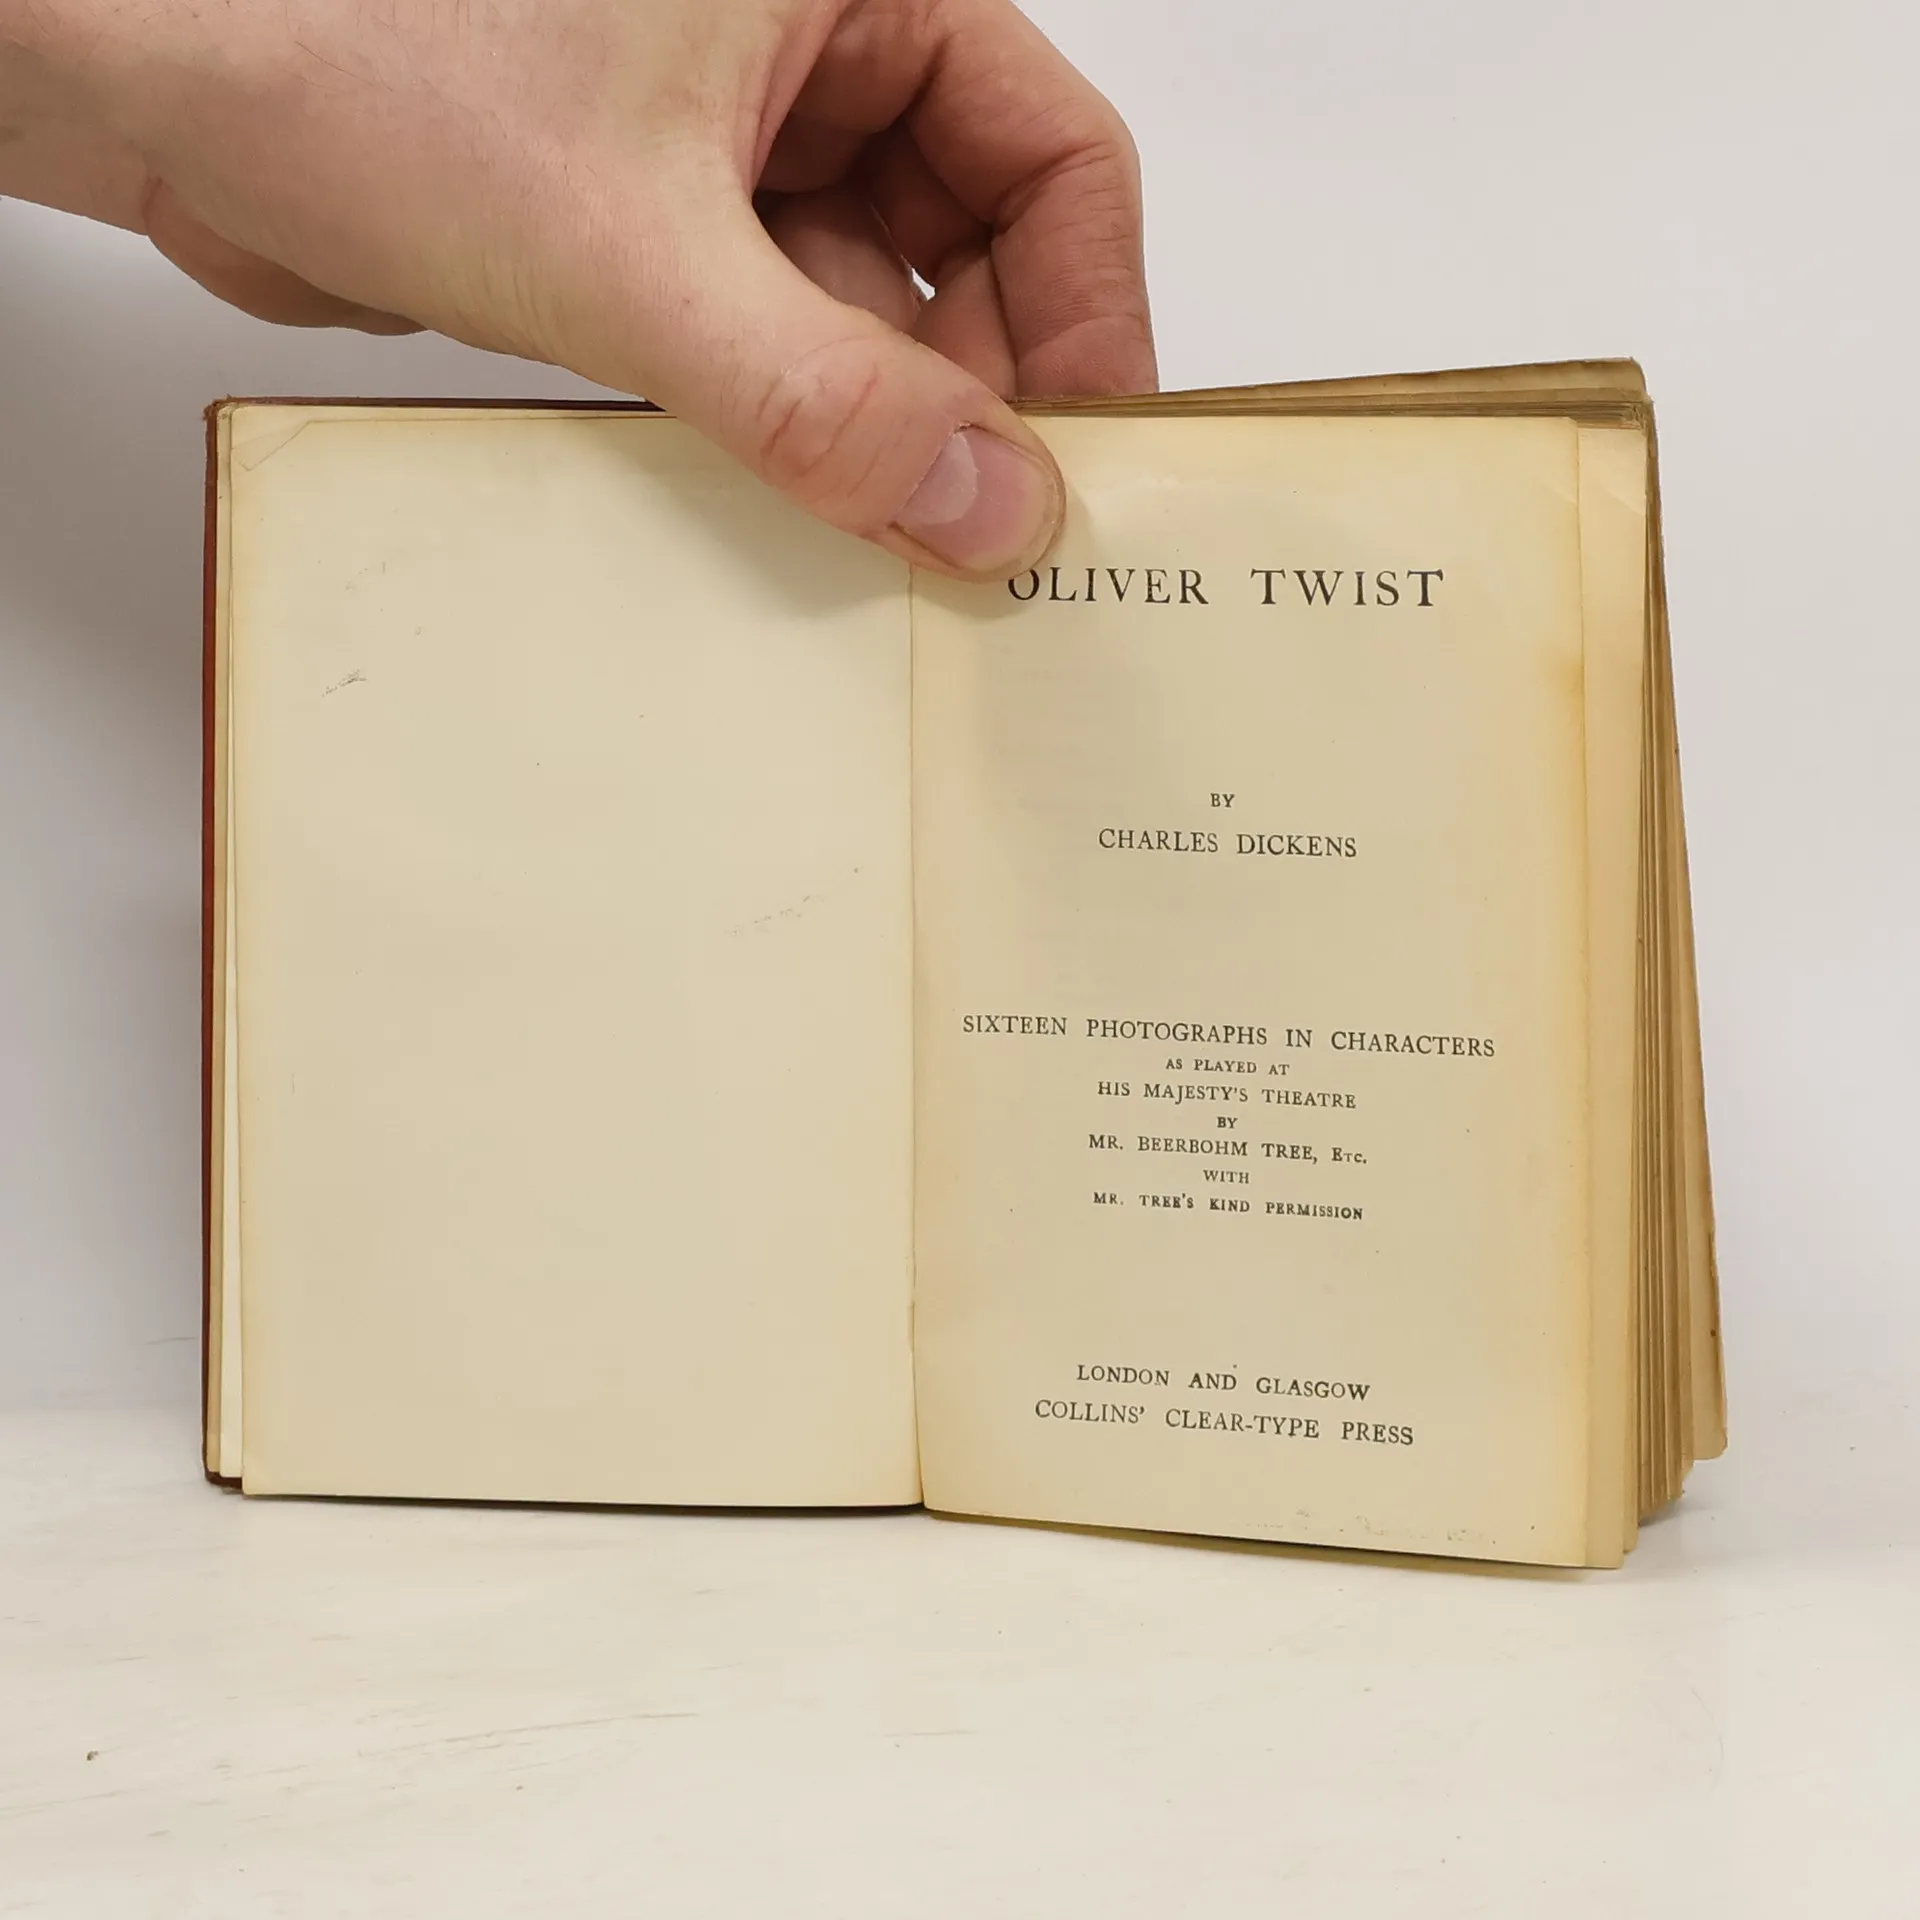 OLIVER TWIST
BY
CHARLES DICKENS
SIXTEEN PHOTOGRAPHS IN CHARACTERS
AS PLAYED AT
HIS MAJESTY'S THEATRE
BY
MR. BEERBOHM TREE, ETC.
WITH
MR. TREE'S KIND PERMISSION
LONDON AND GLASGOW
COLLINS' CLEAR-TYPE PRESS